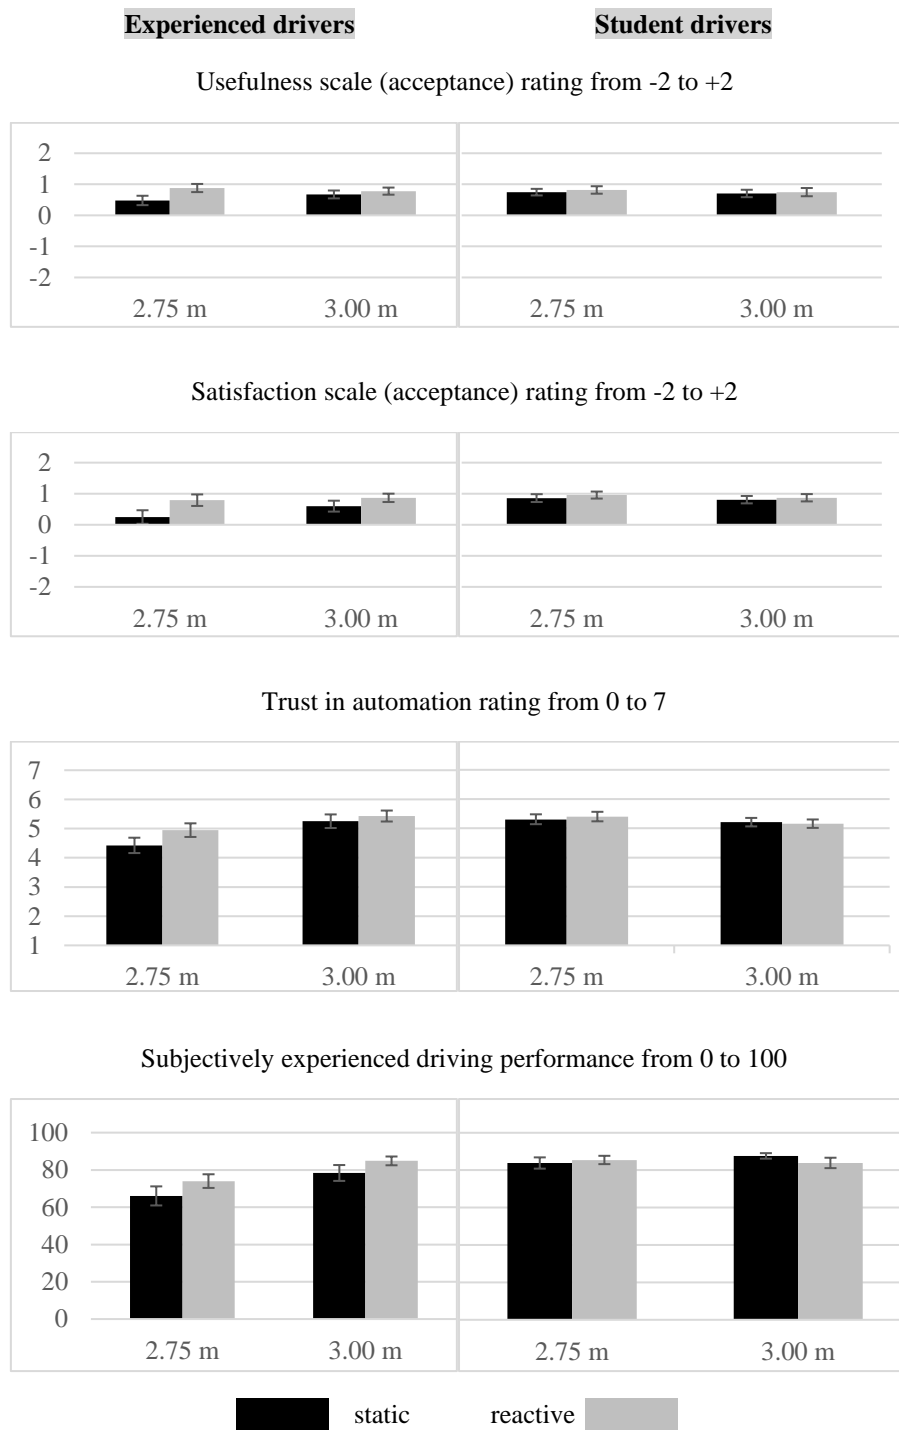 Experienced drivers Student drivers
Usefulness scale (acceptance) rating from -2 to +2
2
1
0
-1
-2
2.75 m 3.00 m 2.75 m 3.00 m
Satisfaction scale (acceptance) rating from -2 to +2
2
1
0
-1
-2
2.75 m 3.00 m 2.75 m 3.00 m
Trust in automation rating from 0 to 7
7
6
5
4
3
2
1
2.75 m 3.00 m 2.75 m 3.00 m
Subjectively experienced driving performance from 0 to 100
100
80
60
40
20
0
2.75 m 3.00 m 2.75 m 3.00 m
static reactive